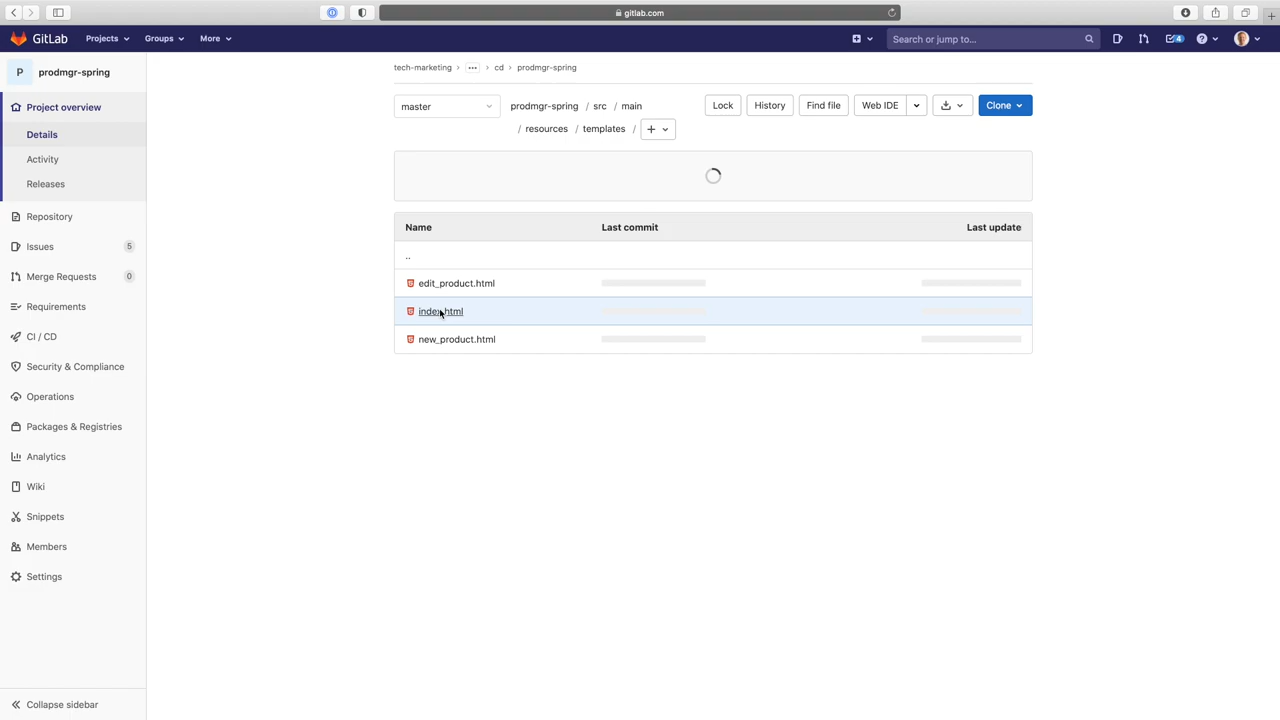 gitlab.com
GitLab Projects Groups More Search or jump to... 4
P prodmgr-spring
Project overview
Details
Activity
Releases
Repository
Issues 5
Merge Requests 0
Requirements
CI / CD
Security & Compliance
Operations
Packages & Registries
Analytics
Wiki
Snippets
Members
Settings
Collapse sidebar
tech-marketing › ... cd › prodmgr-spring
master prodmgr-spring / src / main
/ resources / templates / +
Lock History Find file Web IDE Clone
Name Last commit Last update
..
edit_product.html
index.html
new_product.html